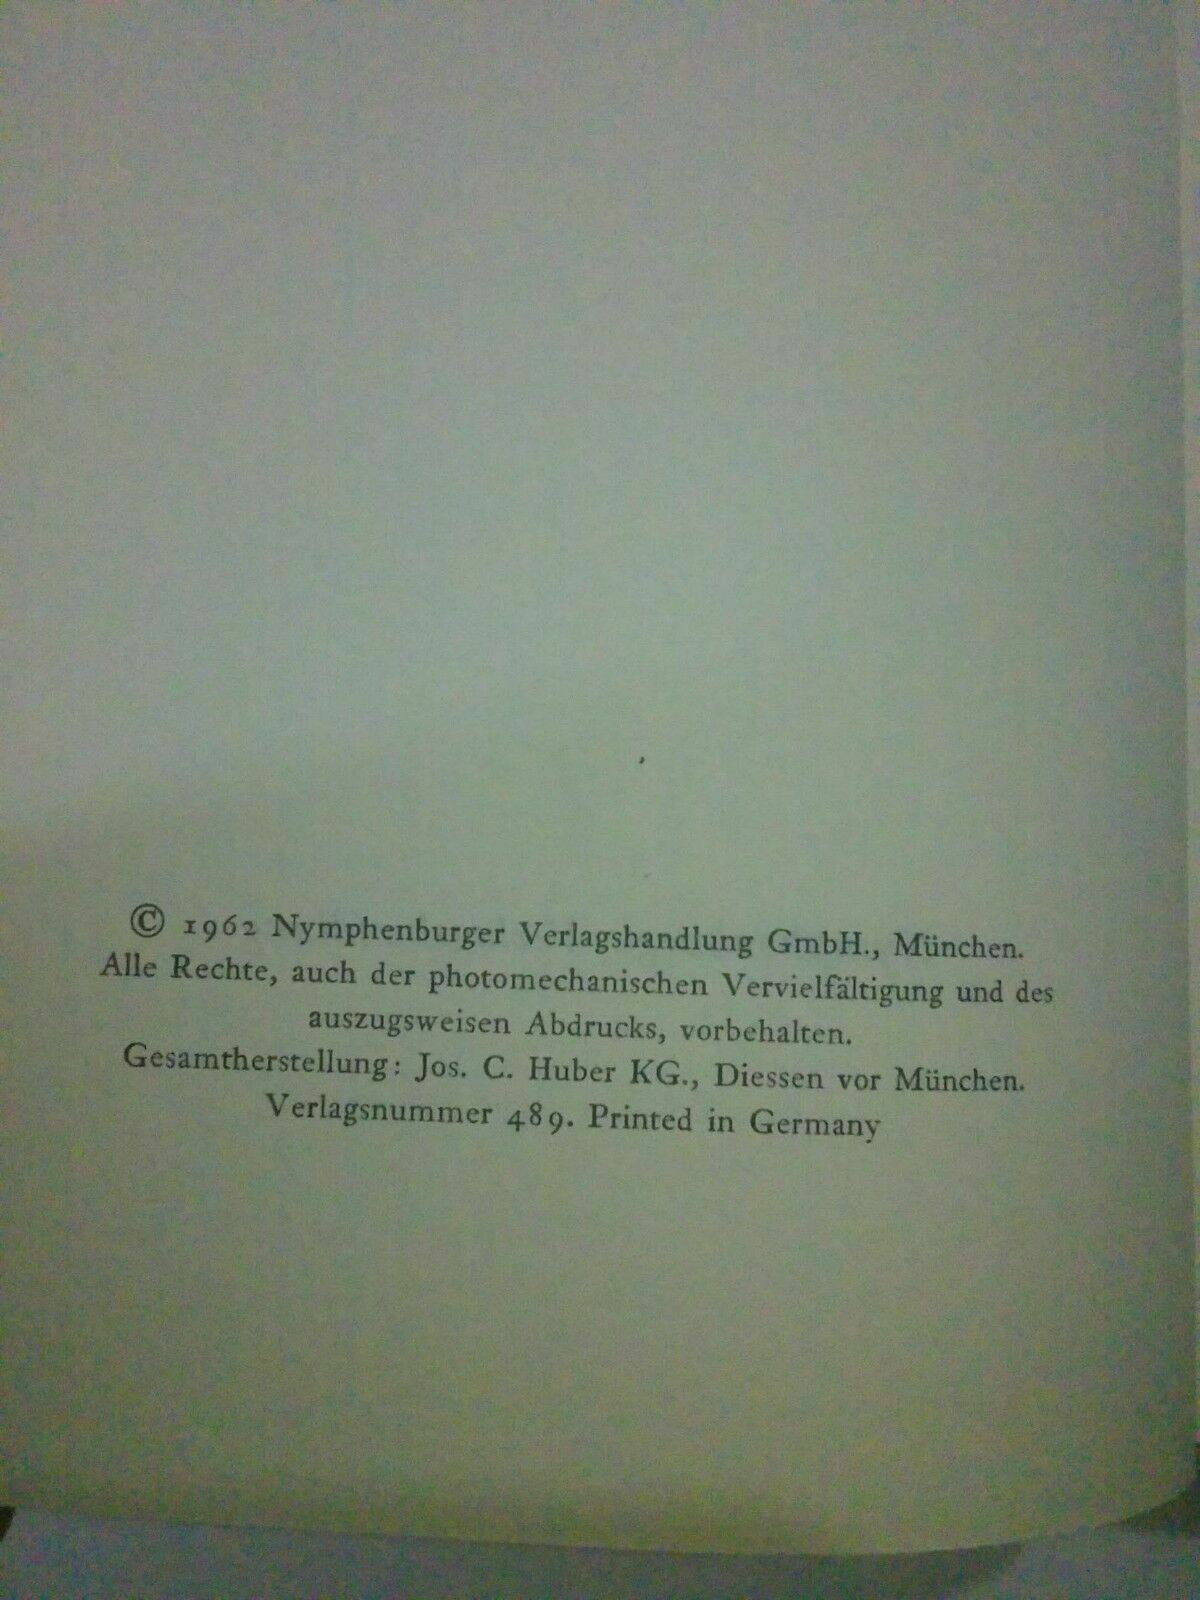 © 1962 Nymphenburger Verlagshandlung GmbH., München.
Alle Rechte, auch der photomechanischen Vervielfältigung und des
auszugsweisen Abdrucks, vorbehalten.
Gesamtherstellung: Jos. C. Huber KG., Diessen vor München.
Verlagsnummer 489. Printed in Germany